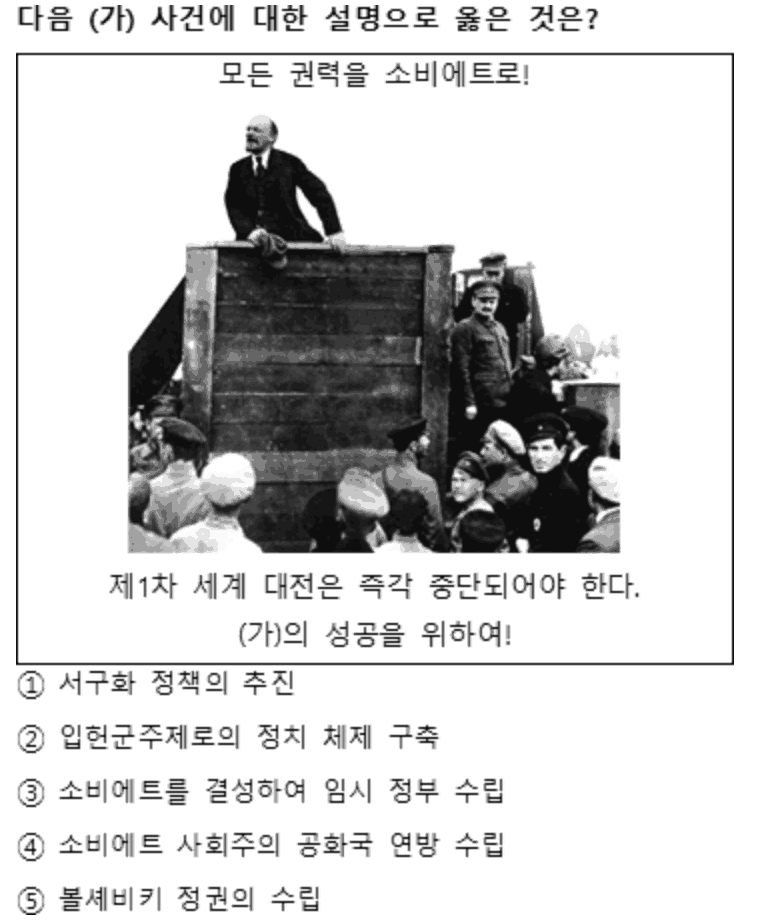 다음 (가) 사건에 대한 설명으로 옳은 것은?
모든 권력을 소비에트로!
제1차 세계 대전은 즉각 중단되어야 한다.
(가)의 성공을 위하여!
① 서구화 정책의 추진
② 입헌군주제로의 정치 체제 구축
③ 소비에트를 결성하여 임시 정부 수립
④ 소비에트 사회주의 공화국 연방 수립
⑤ 볼셰비키 정권의 수립